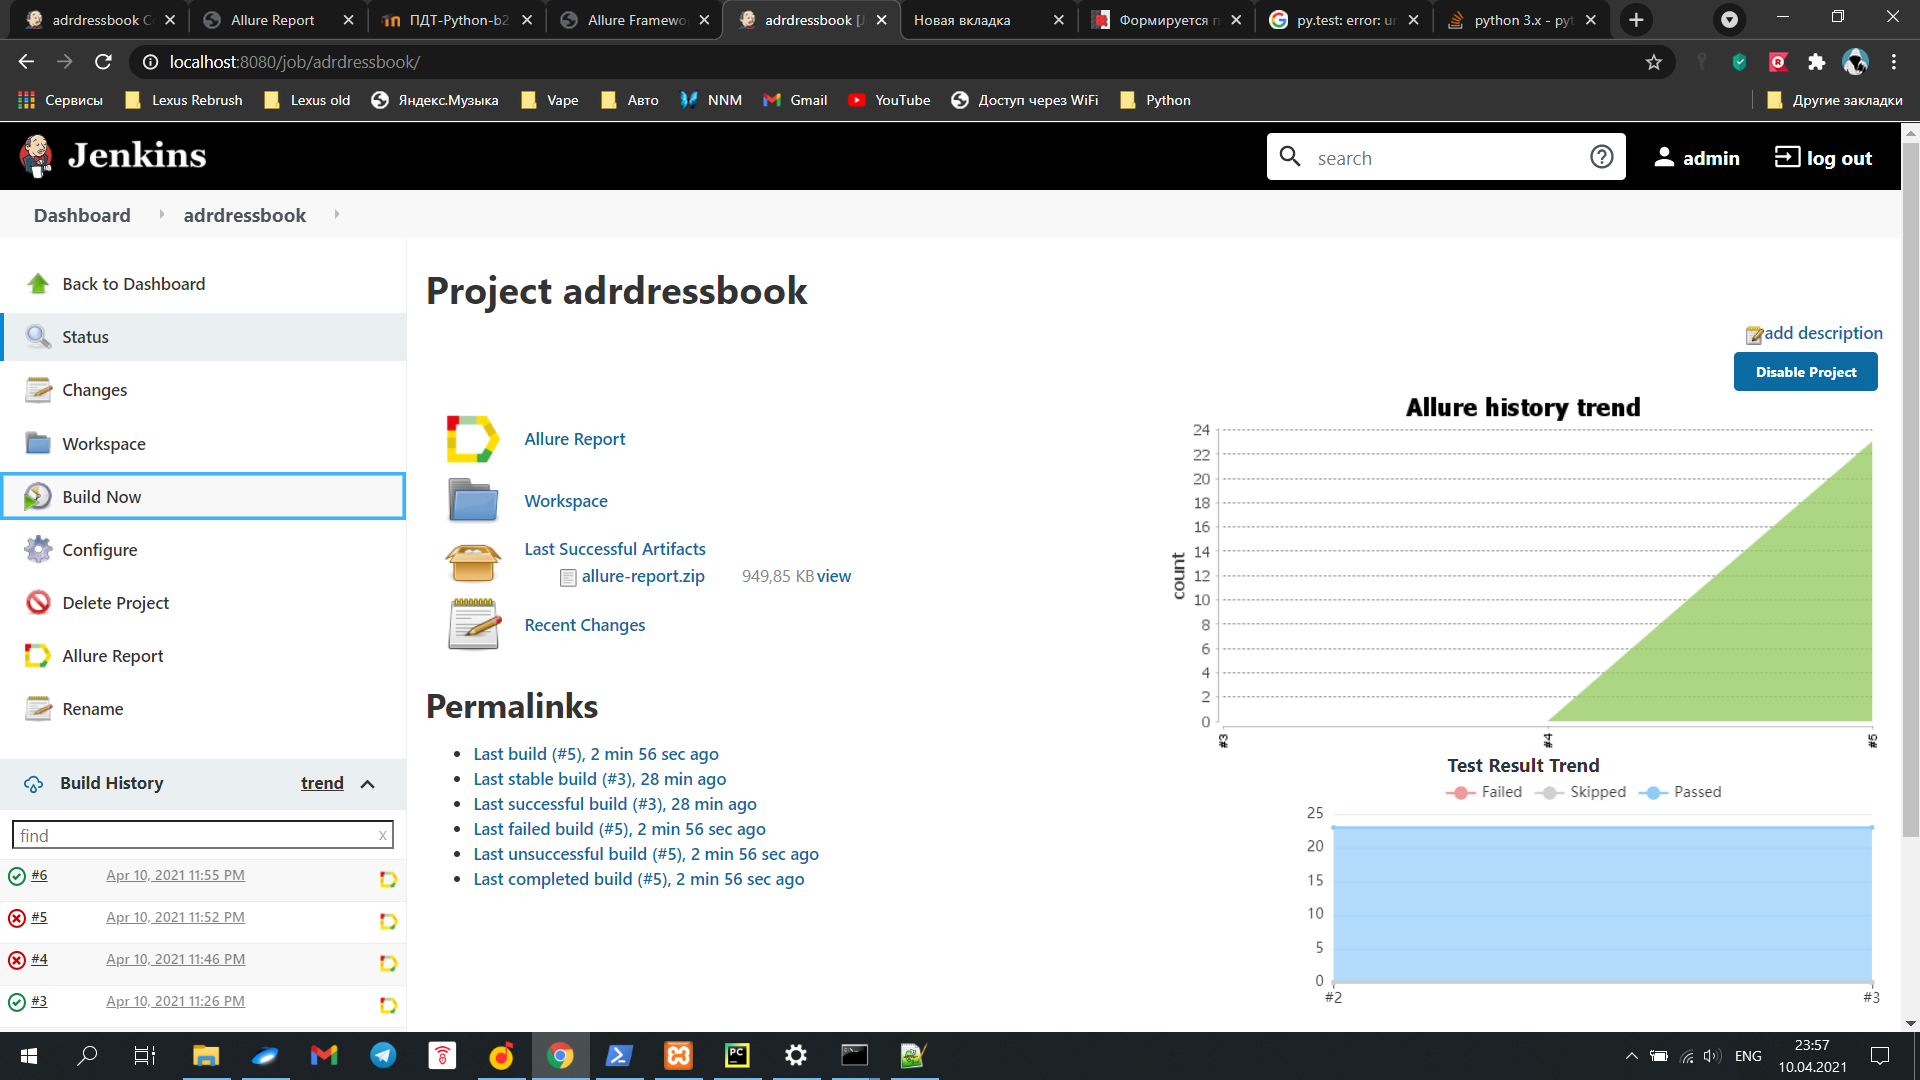 adrdressbook C
Allure Report
ПДТ-Python-b2
Allure Framewo
adrdressbook [J
Новая вкладка
Формируется п
py.test: error: ur
python 3.x - pyt
localhost:8080/job/adrdressbook/
Сервисы
Lexus Rebrush
Lexus old
Яндекс.Музыка
Vape
Авто
NNM
Gmail
YouTube
Доступ через WiFi
Python
Другие закладки
Jenkins
search
admin
log out
Dashboard
adrdressbook
Back to Dashboard
Status
Changes
Workspace
Build Now
Configure
Delete Project
Allure Report
Rename
Build History
trend
find
x
#6
Apr 10, 2021 11:55 PM
#5
Apr 10, 2021 11:52 PM
#4
Apr 10, 2021 11:46 PM
#3
Apr 10, 2021 11:26 PM
Project adrdressbook
add description
Disable Project
Allure Report
Workspace
Last Successful Artifacts
allure-report.zip 949,85 KB view
Recent Changes
Permalinks
Last build (#5), 2 min 56 sec ago
Last stable build (#3), 28 min ago
Last successful build (#3), 28 min ago
Last failed build (#5), 2 min 56 sec ago
Last unsuccessful build (#5), 2 min 56 sec ago
Last completed build (#5), 2 min 56 sec ago
Allure history trend
count
24
22
20
18
16
14
12
10
8
6
4
2
0
#3
#4
#5
Test Result Trend
Failed
Skipped
Passed
25
20
15
10
5
0
#2
#3
PC
ENG
23:57
10.04.2021